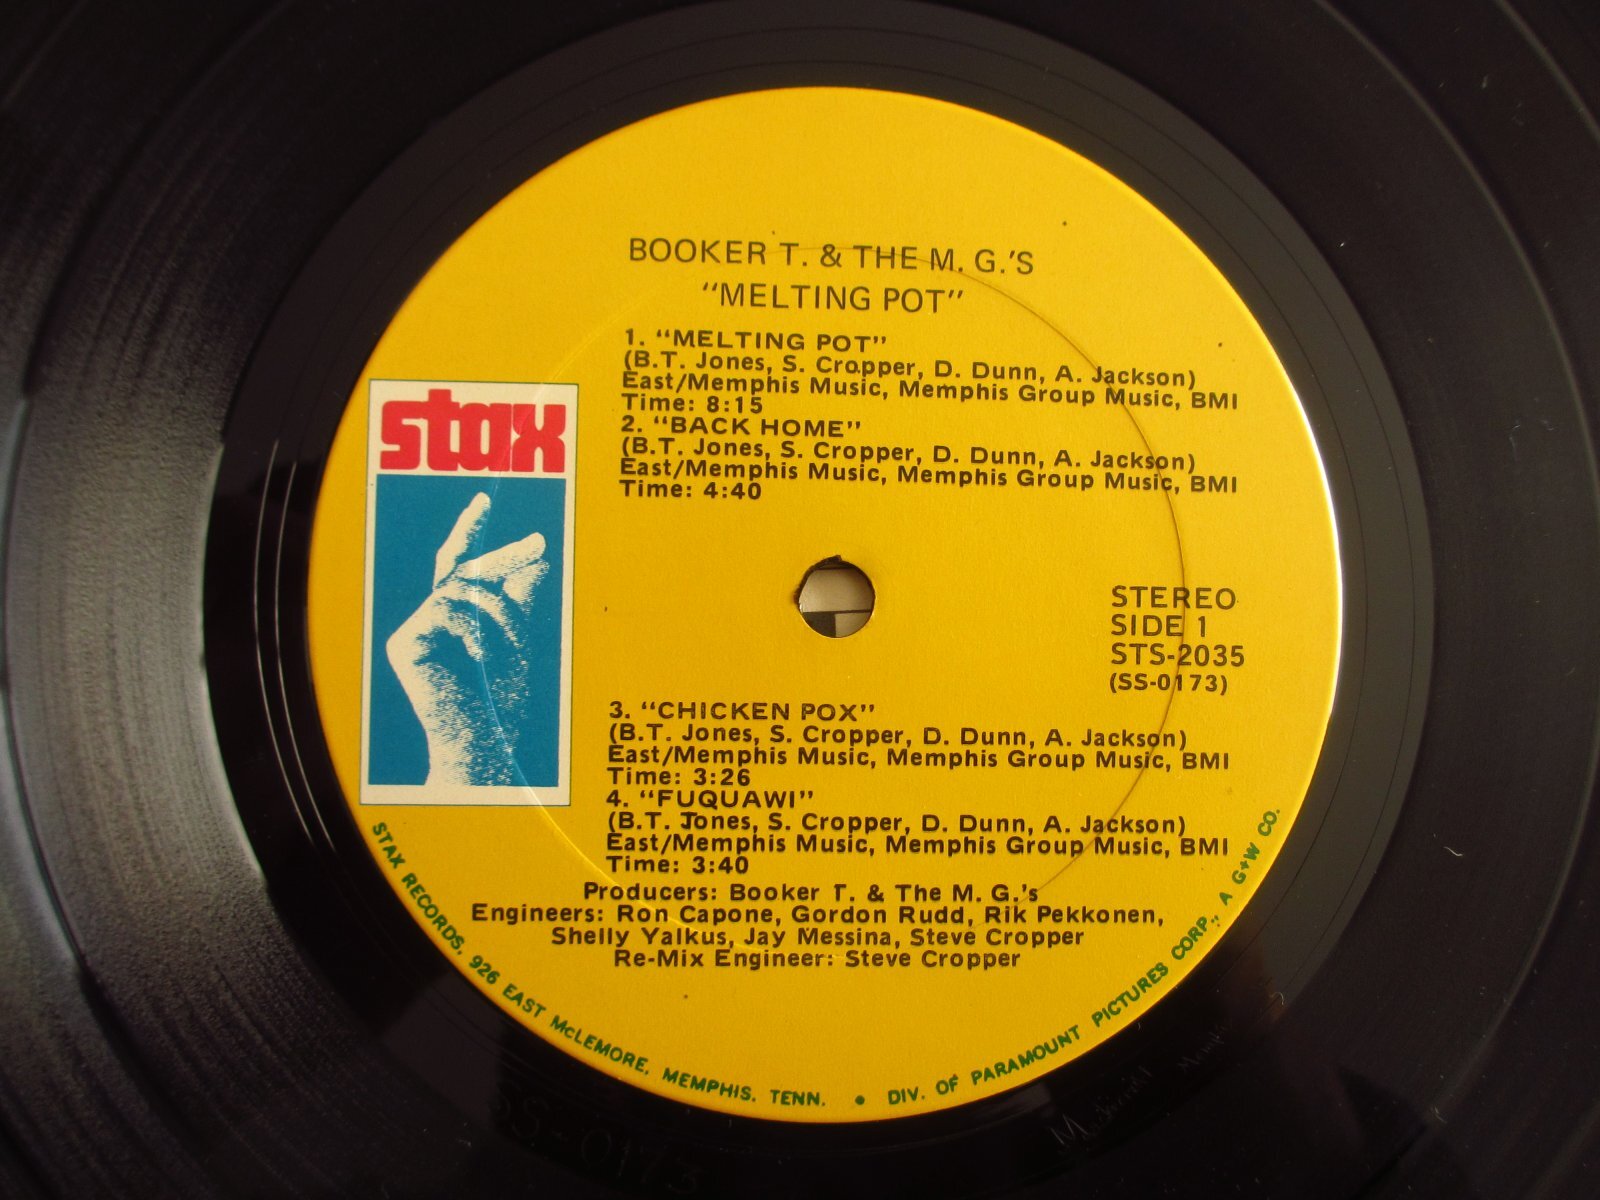 BOOKER T. & THE M. G.'S
"MELTING POT"
1. "MELTING POT"
(B.T. Jones, S. Cropper, D. Dunn, A. Jackson)
East/Memphis Music, Memphis Group Music, BMI
Time: 8:15
2. "BACK HOME"
(B.T. Jones, S. Cropper, D. Dunn, A. Jackson)
East/Memphis Music, Memphis Group Music, BMI
Time: 4:40
stax
STEREO
SIDE 1
STS-2035
(SS-0173)
3. "CHICKEN POX"
(B.T. Jones, S. Cropper, D. Dunn, A. Jackson)
East/Memphis Music, Memphis Group Music, BMI
Time: 3:26
4. "FUQUAWI"
(B.T. Jones, S. Cropper, D. Dunn, A. Jackson)
East/Memphis Music, Memphis Group Music, BMI
Time: 3:40
Producers: Booker T. & The M. G.'s
Engineers: Ron Capone, Gordon Rudd, Rik Pekkonen,
Shelly Yalkus, Jay Messina, Steve Cropper
Re-Mix Engineer: Steve Cropper
STAX RECORDS, 926 EAST McLEMORE, MEMPHIS, TENN. • DIV. OF PARAMOUNT PICTURES CORP., A G+W CO.